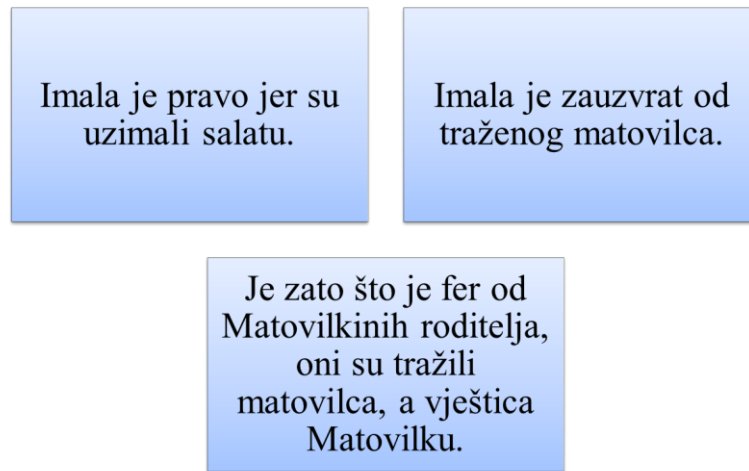 Imala je pravo jer su
uzimali salatu.
Imala je zauzvrat od
traženog matovilca.
Je zato što je fer od
Matovilkinih roditelja,
oni su tražili
matovilca, a vještica
Matovilku.